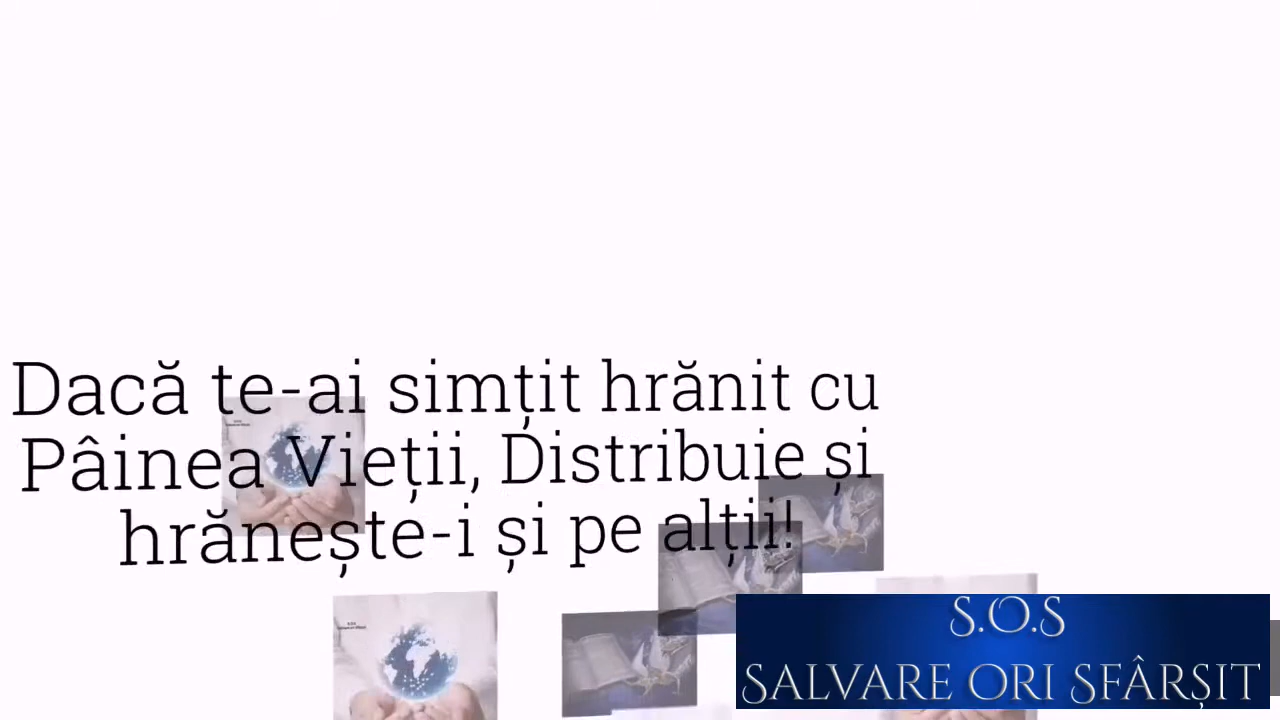 Dacă te-ai simțit hrănit cu
Pâinea Vieții, Distribuie și
hrănește-i și pe alții!
S.O.S
SALVARE ORI SFÂRȘIT